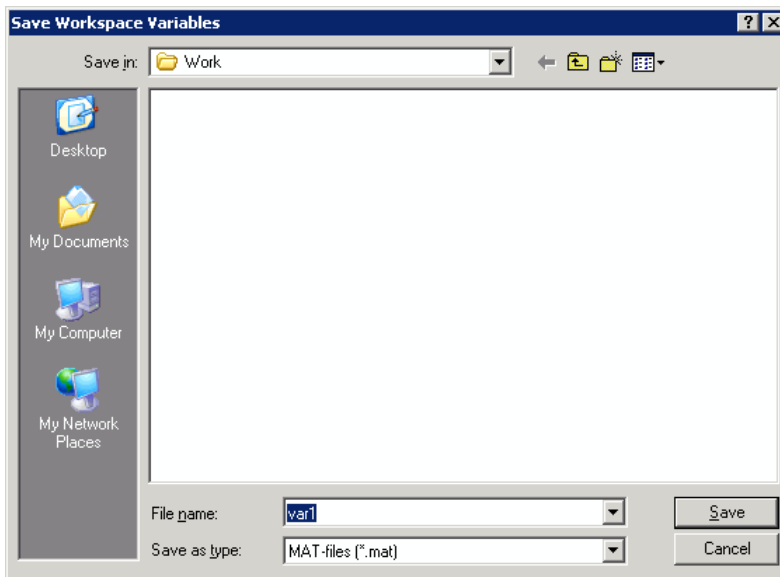 Save Workspace Variables
Save in: Work
Desktop
My Documents
My Computer
My Network
Places
File name: var1 Save
Save as type: MAT-files (*.mat) Cancel